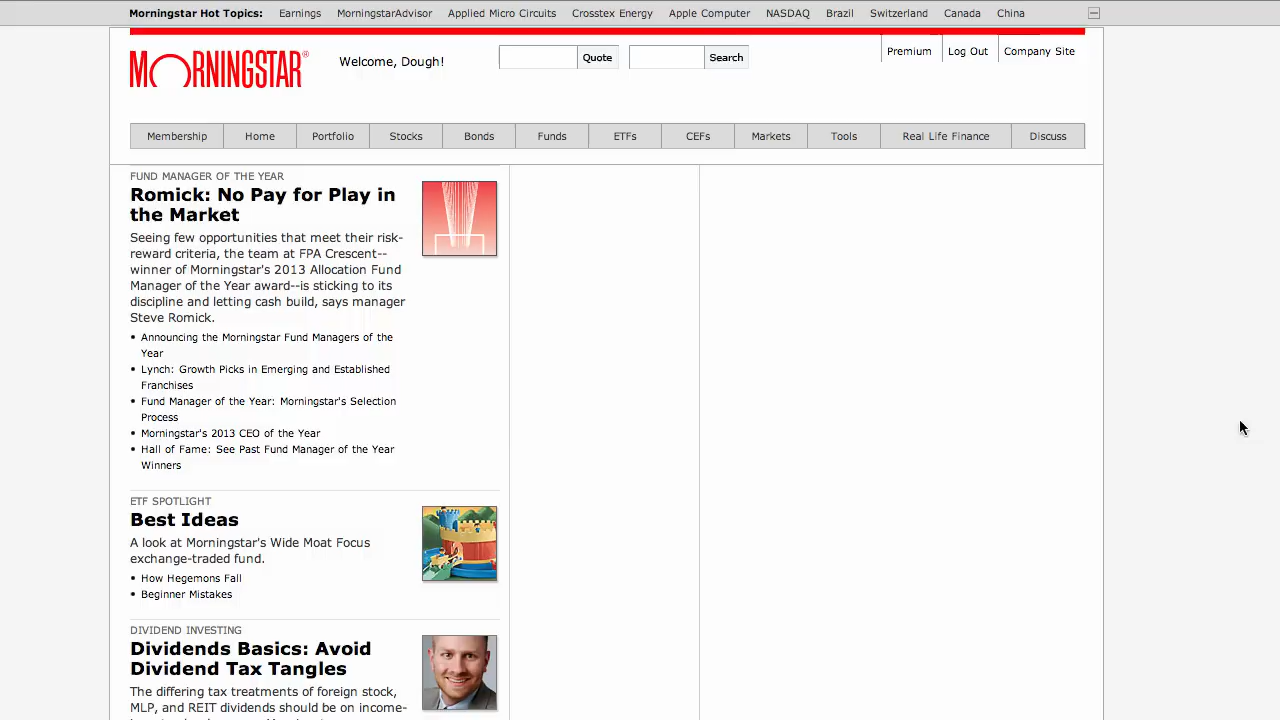 Morningstar Hot Topics: Earnings MorningstarAdvisor Applied Micro Circuits Crosstex Energy Apple Computer NASDAQ Brazil Switzerland Canada China
MORNINGSTAR®
Welcome, Dough!
Quote
Search
Premium
Log Out
Company Site
Membership Home Portfolio Stocks Bonds Funds ETFs CEFs Markets Tools Real Life Finance Discuss
FUND MANAGER OF THE YEAR
Romick: No Pay for Play in
the Market
Seeing few opportunities that meet their risk-
reward criteria, the team at FPA Crescent--
winner of Morningstar's 2013 Allocation Fund
Manager of the Year award--is sticking to its
discipline and letting cash build, says manager
Steve Romick.
• Announcing the Morningstar Fund Managers of the
Year
• Lynch: Growth Picks in Emerging and Established
Franchises
• Fund Manager of the Year: Morningstar's Selection
Process
• Morningstar's 2013 CEO of the Year
• Hall of Fame: See Past Fund Manager of the Year
Winners
ETF SPOTLIGHT
Best Ideas
A look at Morningstar's Wide Moat Focus
exchange-traded fund.
• How Hegemons Fall
• Beginner Mistakes
DIVIDEND INVESTING
Dividends Basics: Avoid
Dividend Tax Tangles
The differing tax treatments of foreign stock,
MLP, and REIT dividends should be on income-